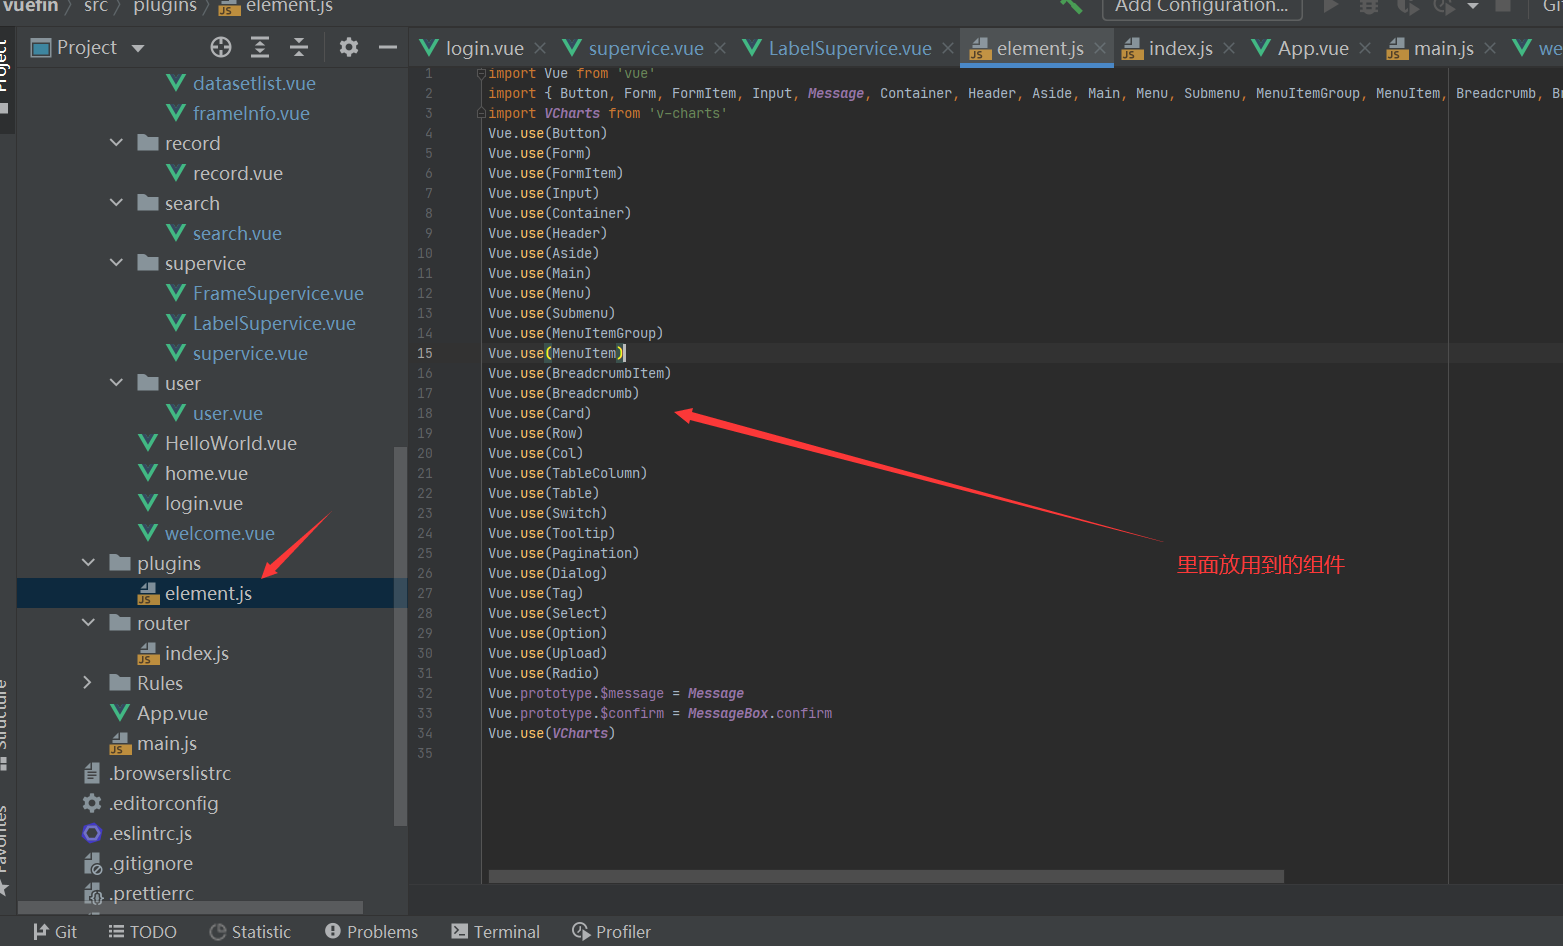 vuefin 〉 src 〉 plugins 〉 element.js
Add Configuration...
Project
Project
login.vue
supervice.vue
LabelSupervice.vue
element.js
index.js
App.vue
main.js
datasetlist.vue
frameInfo.vue
record
record.vue
search
search.vue
supervice
FrameSupervice.vue
LabelSupervice.vue
supervice.vue
user
user.vue
HelloWorld.vue
home.vue
login.vue
welcome.vue
plugins
element.js
router
index.js
Rules
App.vue
main.js
.browserslistrc
.editorconfig
.eslintrc.js
.gitignore
.prettierrc
1 import Vue from 'vue'
2 import { Button, Form, FormItem, Input, Message, Container, Header, Aside, Main, Menu, Submenu, MenuItemGroup, MenuItem, Breadcrumb,
3 import VCharts from 'v-charts'
4 Vue.use(Button)
5 Vue.use(Form)
6 Vue.use(FormItem)
7 Vue.use(Input)
8 Vue.use(Container)
9 Vue.use(Header)
10 Vue.use(Aside)
11 Vue.use(Main)
12 Vue.use(Menu)
13 Vue.use(Submenu)
14 Vue.use(MenuItemGroup)
15 Vue.use(MenuItem)
16 Vue.use(BreadcrumbItem)
17 Vue.use(Breadcrumb)
18 Vue.use(Card)
19 Vue.use(Row)
20 Vue.use(Col)
21 Vue.use(TableColumn)
22 Vue.use(Table)
23 Vue.use(Switch)
24 Vue.use(Tooltip)
25 Vue.use(Pagination)
26 Vue.use(Dialog)
27 Vue.use(Tag)
28 Vue.use(Select)
29 Vue.use(Option)
30 Vue.use(Upload)
31 Vue.use(Radio)
32 Vue.prototype.$message = Message
33 Vue.prototype.$confirm = MessageBox.confirm
34 Vue.use(VCharts)
35
里面放用到的组件
Structure
Favorites
Git
TODO
Statistic
Problems
Terminal
Profiler